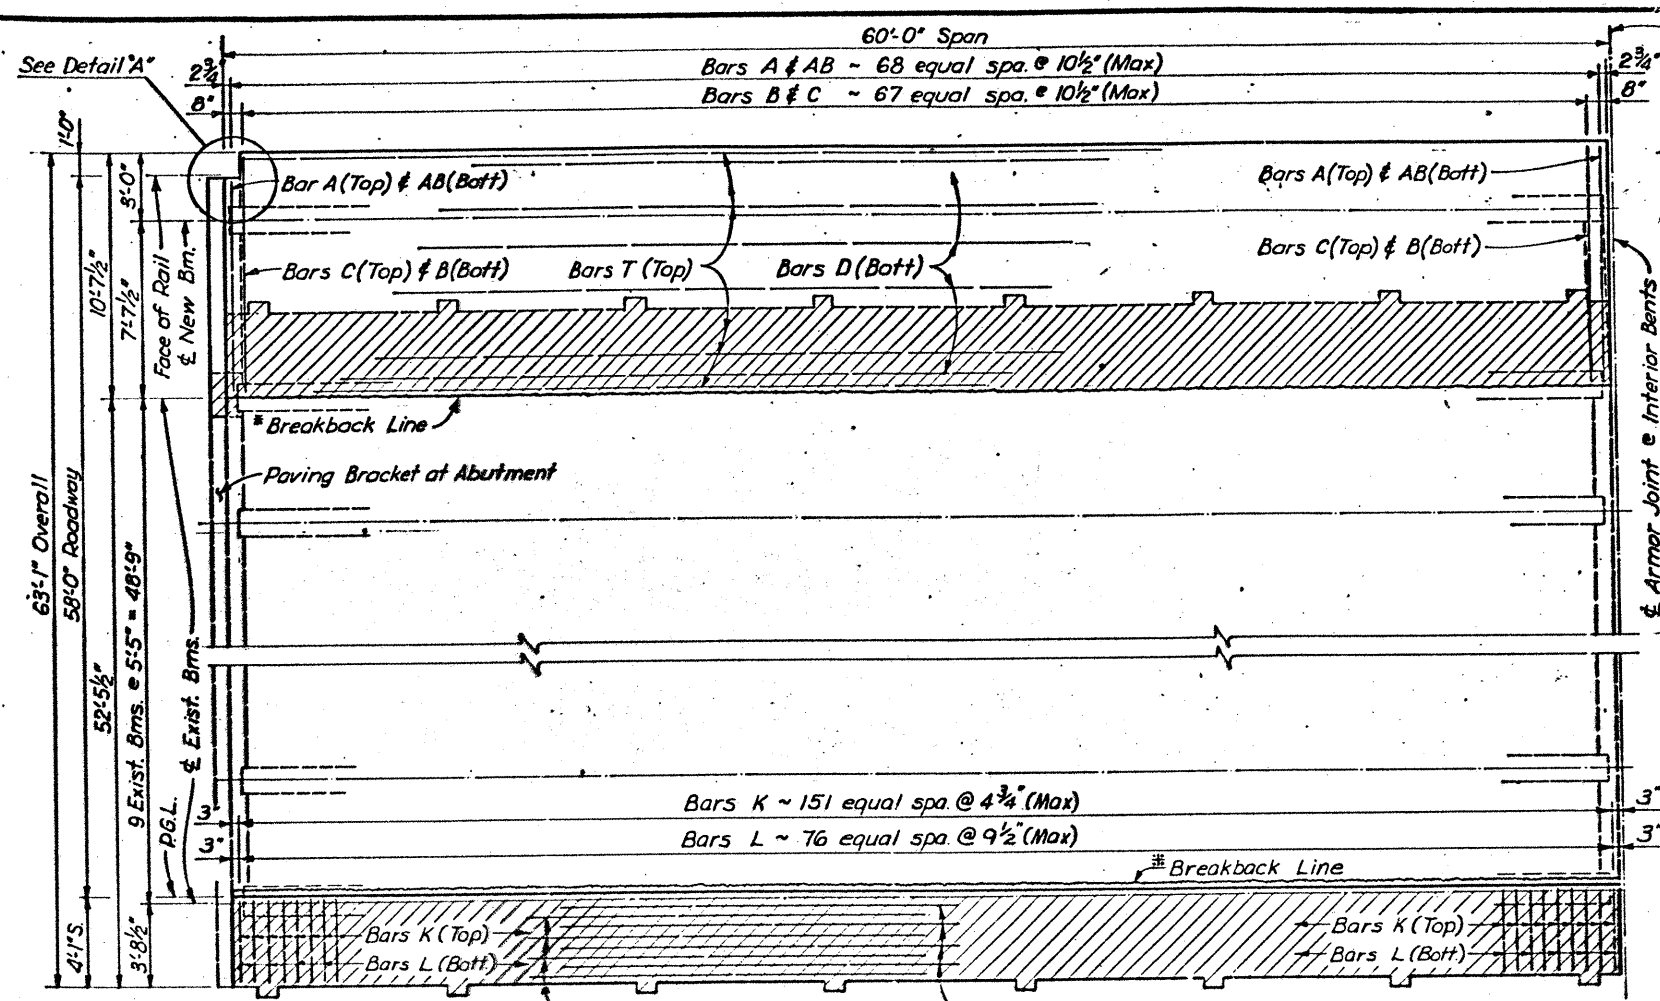 60'-0" Span
See Detail "A"
2¾"
Bars A & AB ~ 68 equal spa. @ 10½" (Max)
2¾"
8"
Bars B & C ~ 67 equal spa. @ 10½" (Max)
8"
1'-0"
3'-0"
Bar A (Top) & AB (Bott)
Bars A (Top) & AB (Bott)
10'-7½"
7'-7½"
Face of Rail
℄ New Bm.
Bars C (Top) & B (Bott)
Bars T (Top)
Bars D (Bott)
Bars C (Top) & B (Bott)
℄ Armor Joint @ Interior Bents
* Breakback Line
Paving Bracket at Abutment
63'-1" Overall
58'-0" Roadway
52'-5½"
9 Exist. Bms. @ 5'-5" = 48'-9"
℄ Exist. Bms.
P.G.L.
Bars K ~ 151 equal spa. @ 4¾" (Max)
3"
3"
Bars L ~ 76 equal spa. @ 9½" (Max)
3"
3"
* Breakback Line
4'-1"S.
3'-8½"
Bars K (Top)
Bars K (Top)
Bars L (Bott)
Bars L (Bott)